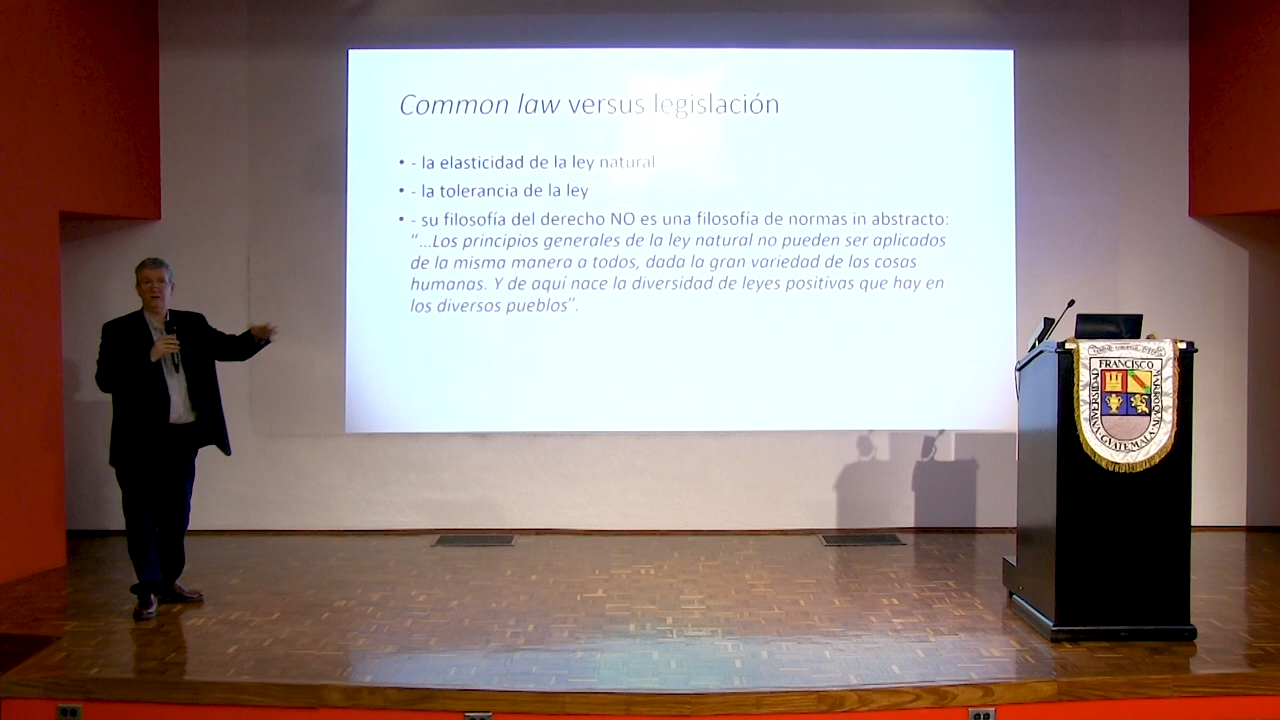 Common law versus legislación
• - la elasticidad de la ley natural
• - la tolerancia de la ley
• - su filosofía del derecho NO es una filosofía de normas in abstracto:
“...Los principios generales de la ley natural no pueden ser aplicados
de la misma manera a todos, dada la gran variedad de las cosas
humanas. Y de aquí nace la diversidad de leyes positivas que hay en
los diversos pueblos”.
UNIVERSIDAD FRANCISCO MARROQUIN
GVATEMALA